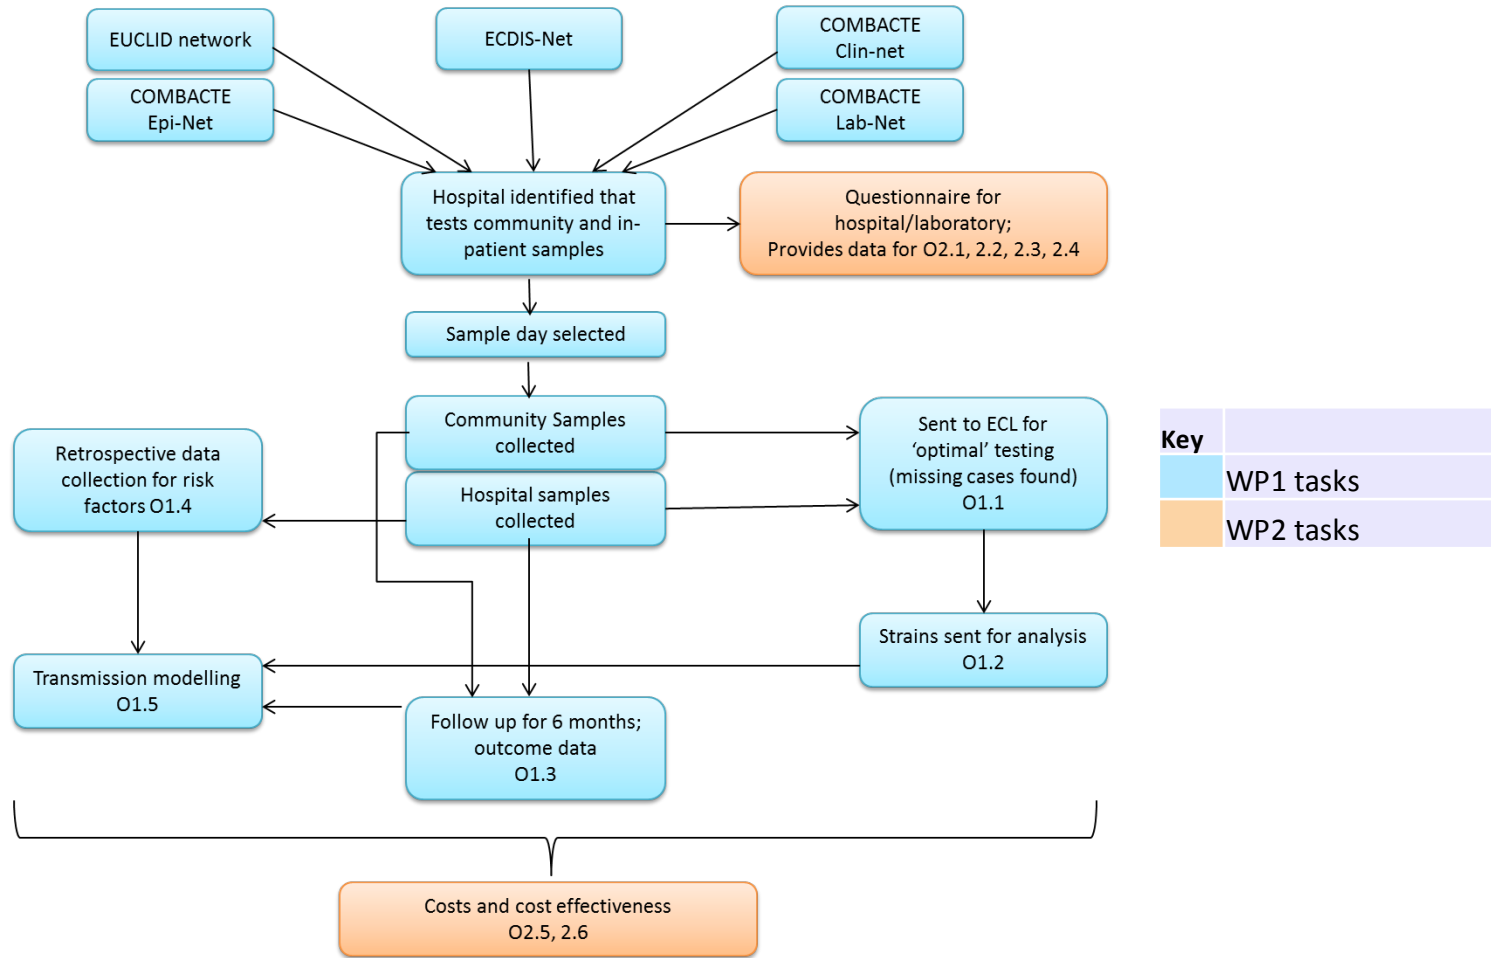 EUCLID network
ECDIS-Net
COMBACTE
Clin-net
COMBACTE
Epi-Net
COMBACTE
Lab-Net
Hospital identified that
tests community and in-
patient samples
Questionnaire for
hospital/laboratory;
Provides data for O2.1, 2.2, 2.3, 2.4
Sample day selected
Community Samples
collected
Hospital samples
collected
Sent to ECL for
‘optimal’ testing
(missing cases found)
O1.1
Retrospective data
collection for risk
factors O1.4
Key
WP1 tasks
WP2 tasks
Strains sent for analysis
O1.2
Transmission modelling
O1.5
Follow up for 6 months;
outcome data
O1.3
Costs and cost effectiveness
O2.5, 2.6